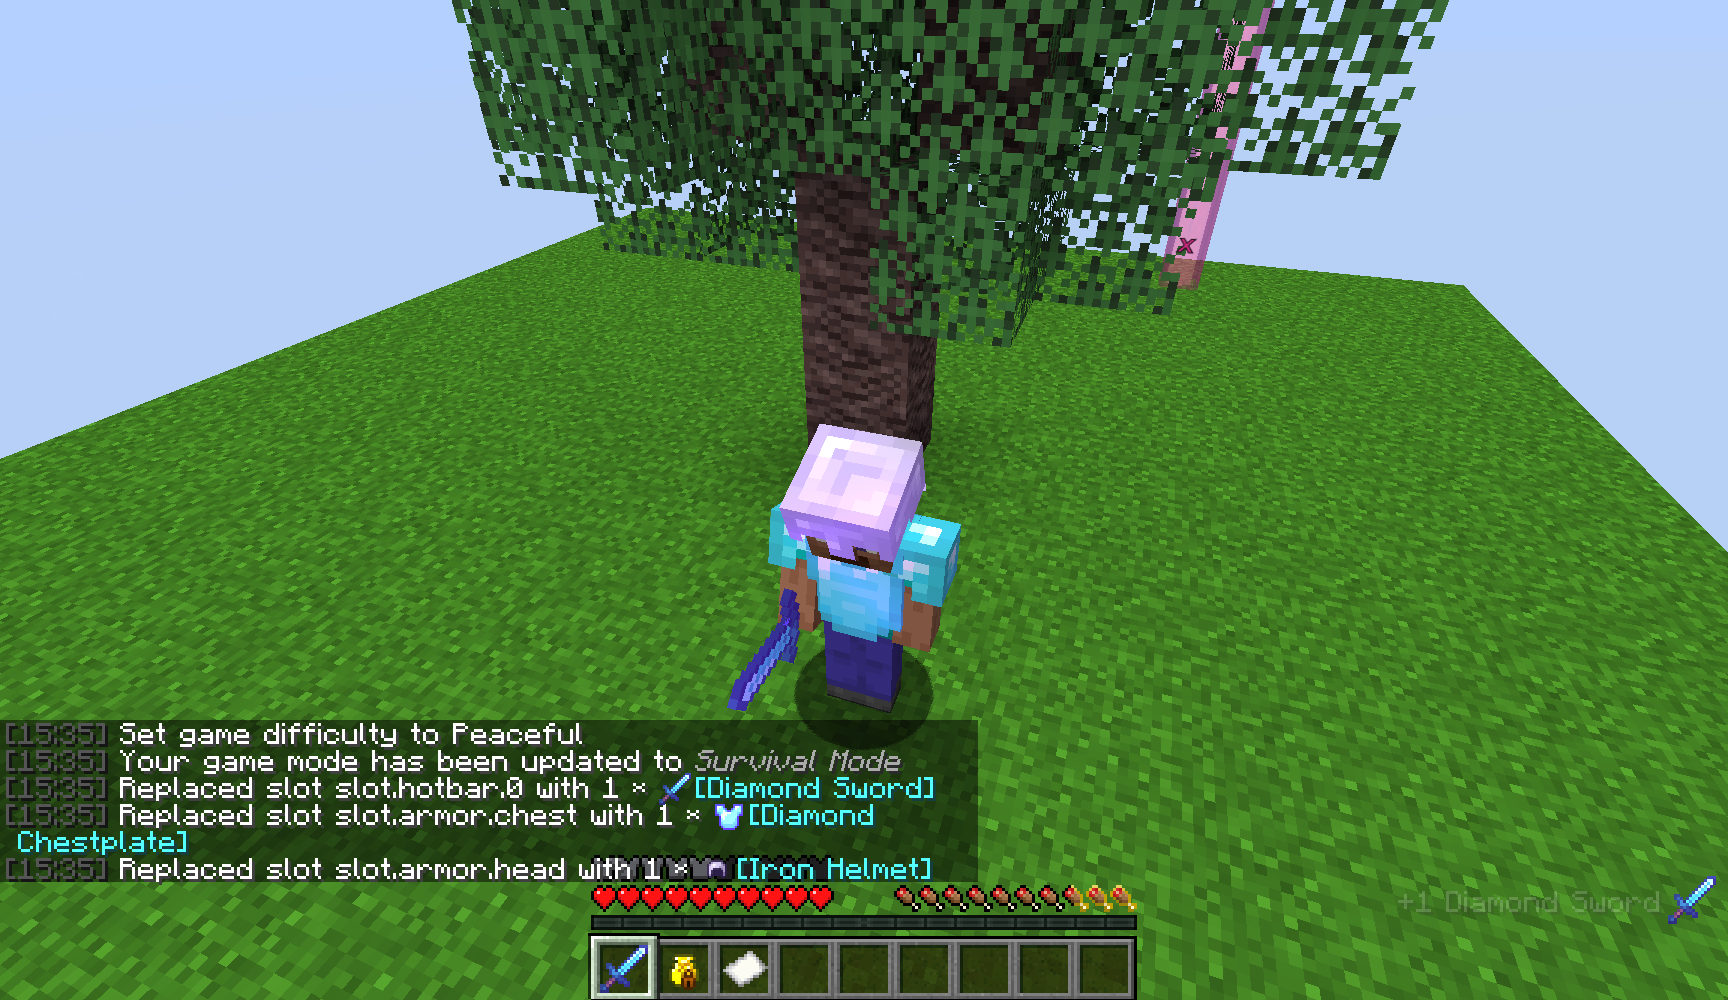 [15:35] Set game difficulty to Peaceful
[15:35] Your game mode has been updated to Survival Mode
[15:35] Replaced slot slot.hotbar.0 with 1 × [Diamond Sword]
[15:35] Replaced slot slot.armor.chest with 1 × [Diamond
Chestplate]
[15:35] Replaced slot slot.armor.head with 1 × [Iron Helmet]
+1 Diamond Sword